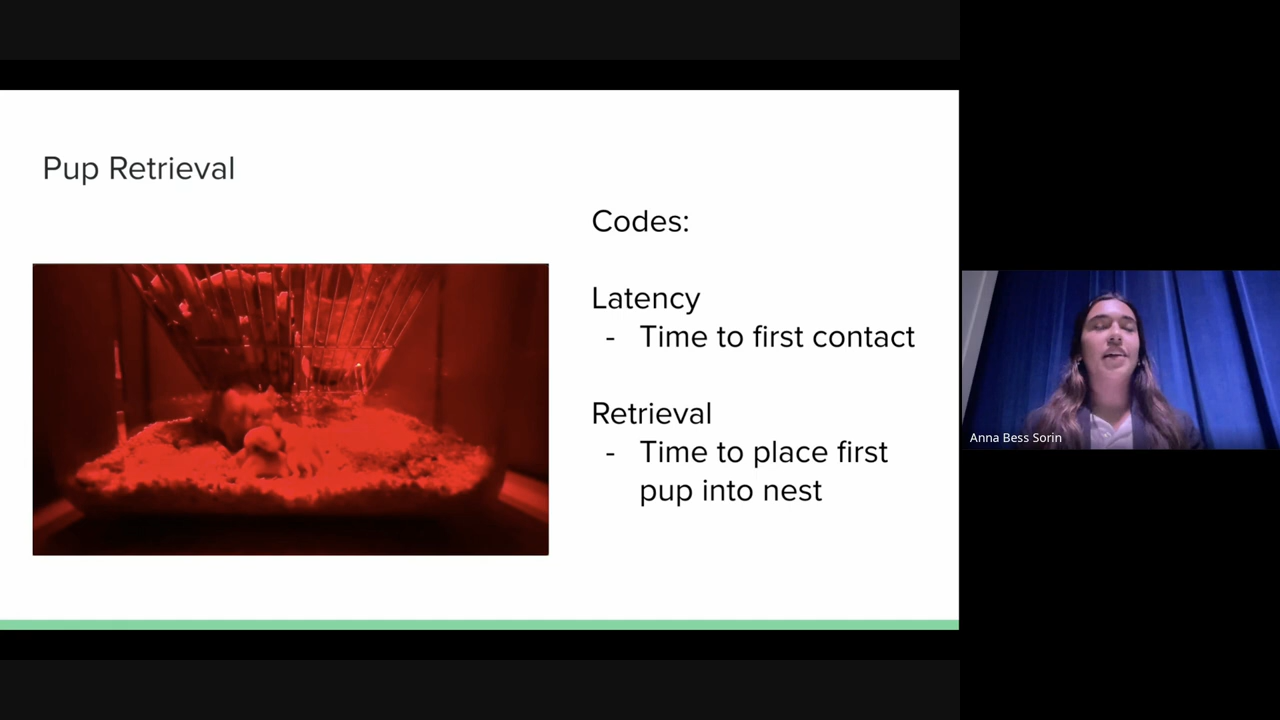 Pup Retrieval
Codes:
Latency
- Time to first contact
Retrieval
- Time to place first
pup into nest
Anna Bess Sorin